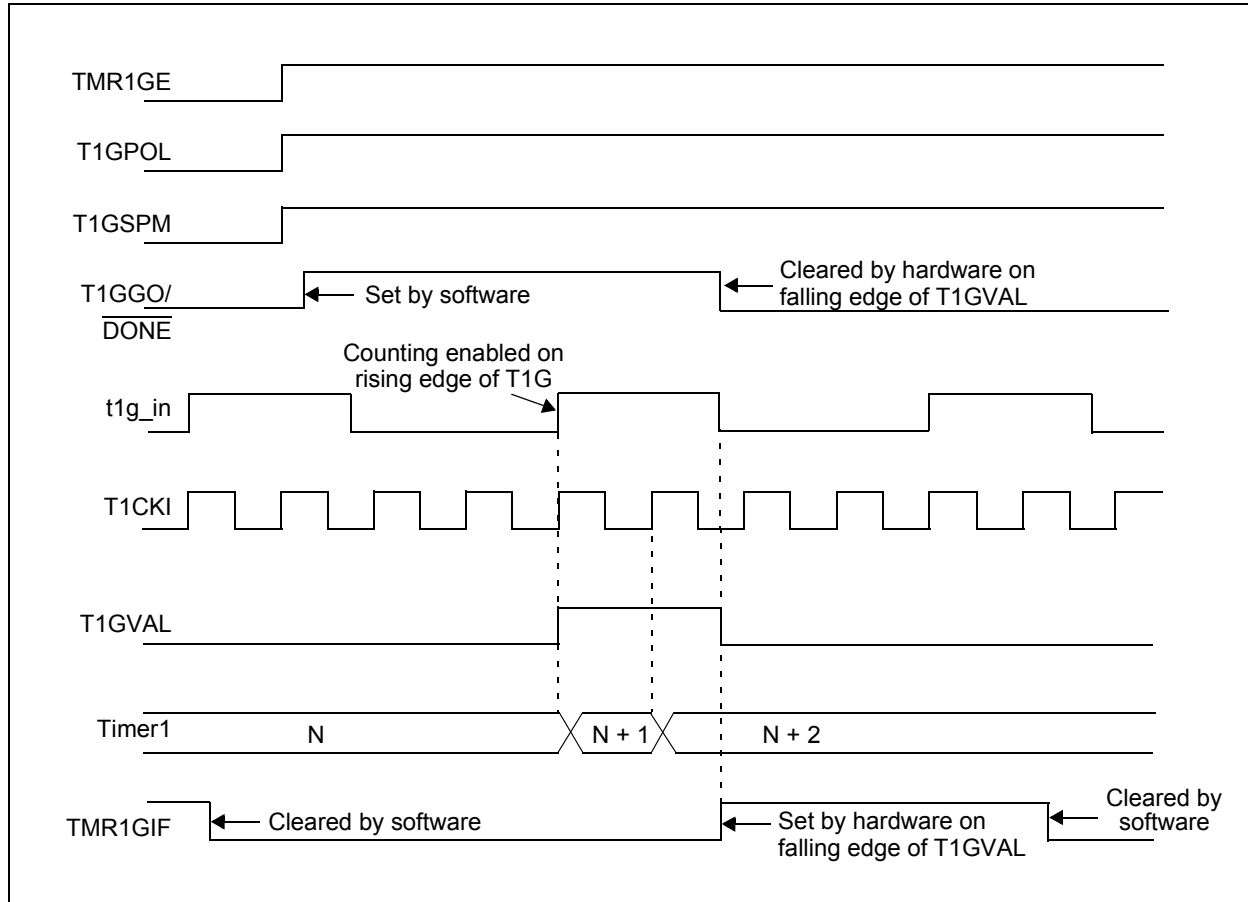 TMR1GE
T1GPOL
T1GSPM
T1GGO/
DONE
Set by software
Cleared by hardware on
falling edge of T1GVAL
Counting enabled on
rising edge of T1G
t1g_in
T1CKI
T1GVAL
Timer1
N
N + 1
N + 2
TMR1GIF
Cleared by software
Set by hardware on
falling edge of T1GVAL
Cleared by
software